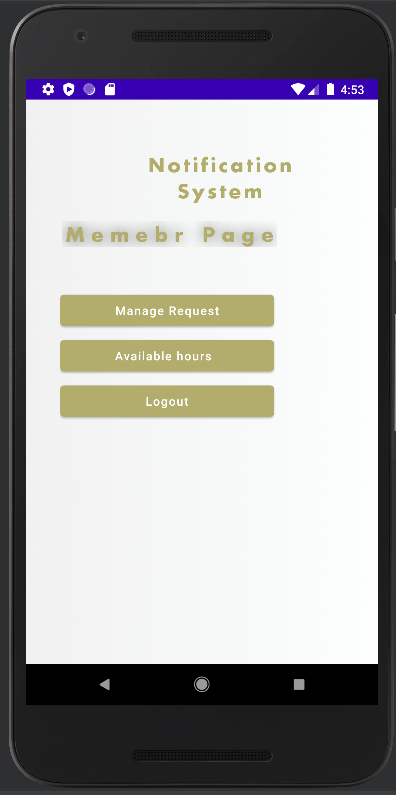 4:53
Notification
System
Memebr Page
Manage Request
Available hours
Logout